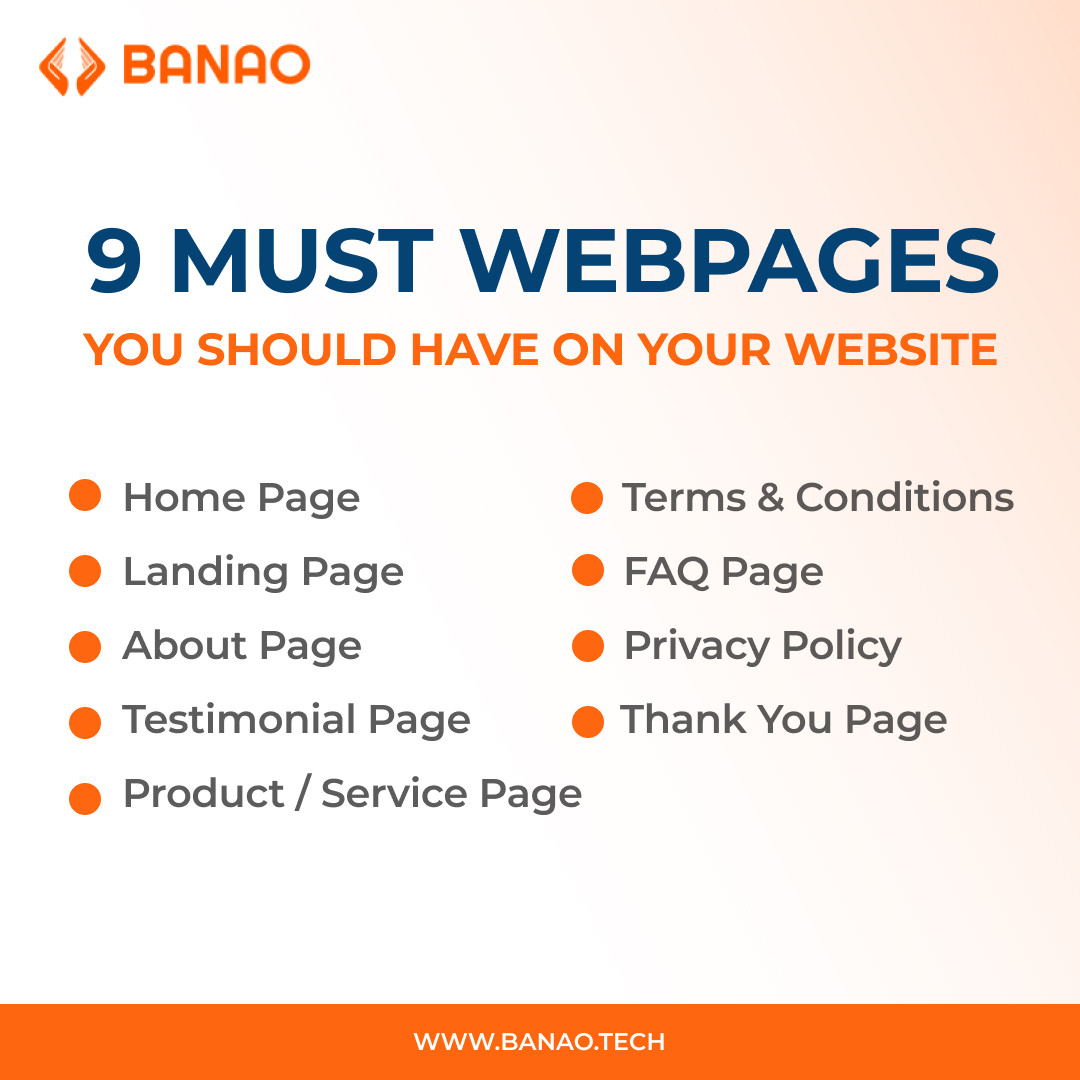 BANAO
9 MUST WEBPAGES
YOU SHOULD HAVE ON YOUR WEBSITE
Home Page
Landing Page
About Page
Testimonial Page
Product / Service Page
Terms & Conditions
FAQ Page
Privacy Policy
Thank You Page
WWW.BANAO.TECH